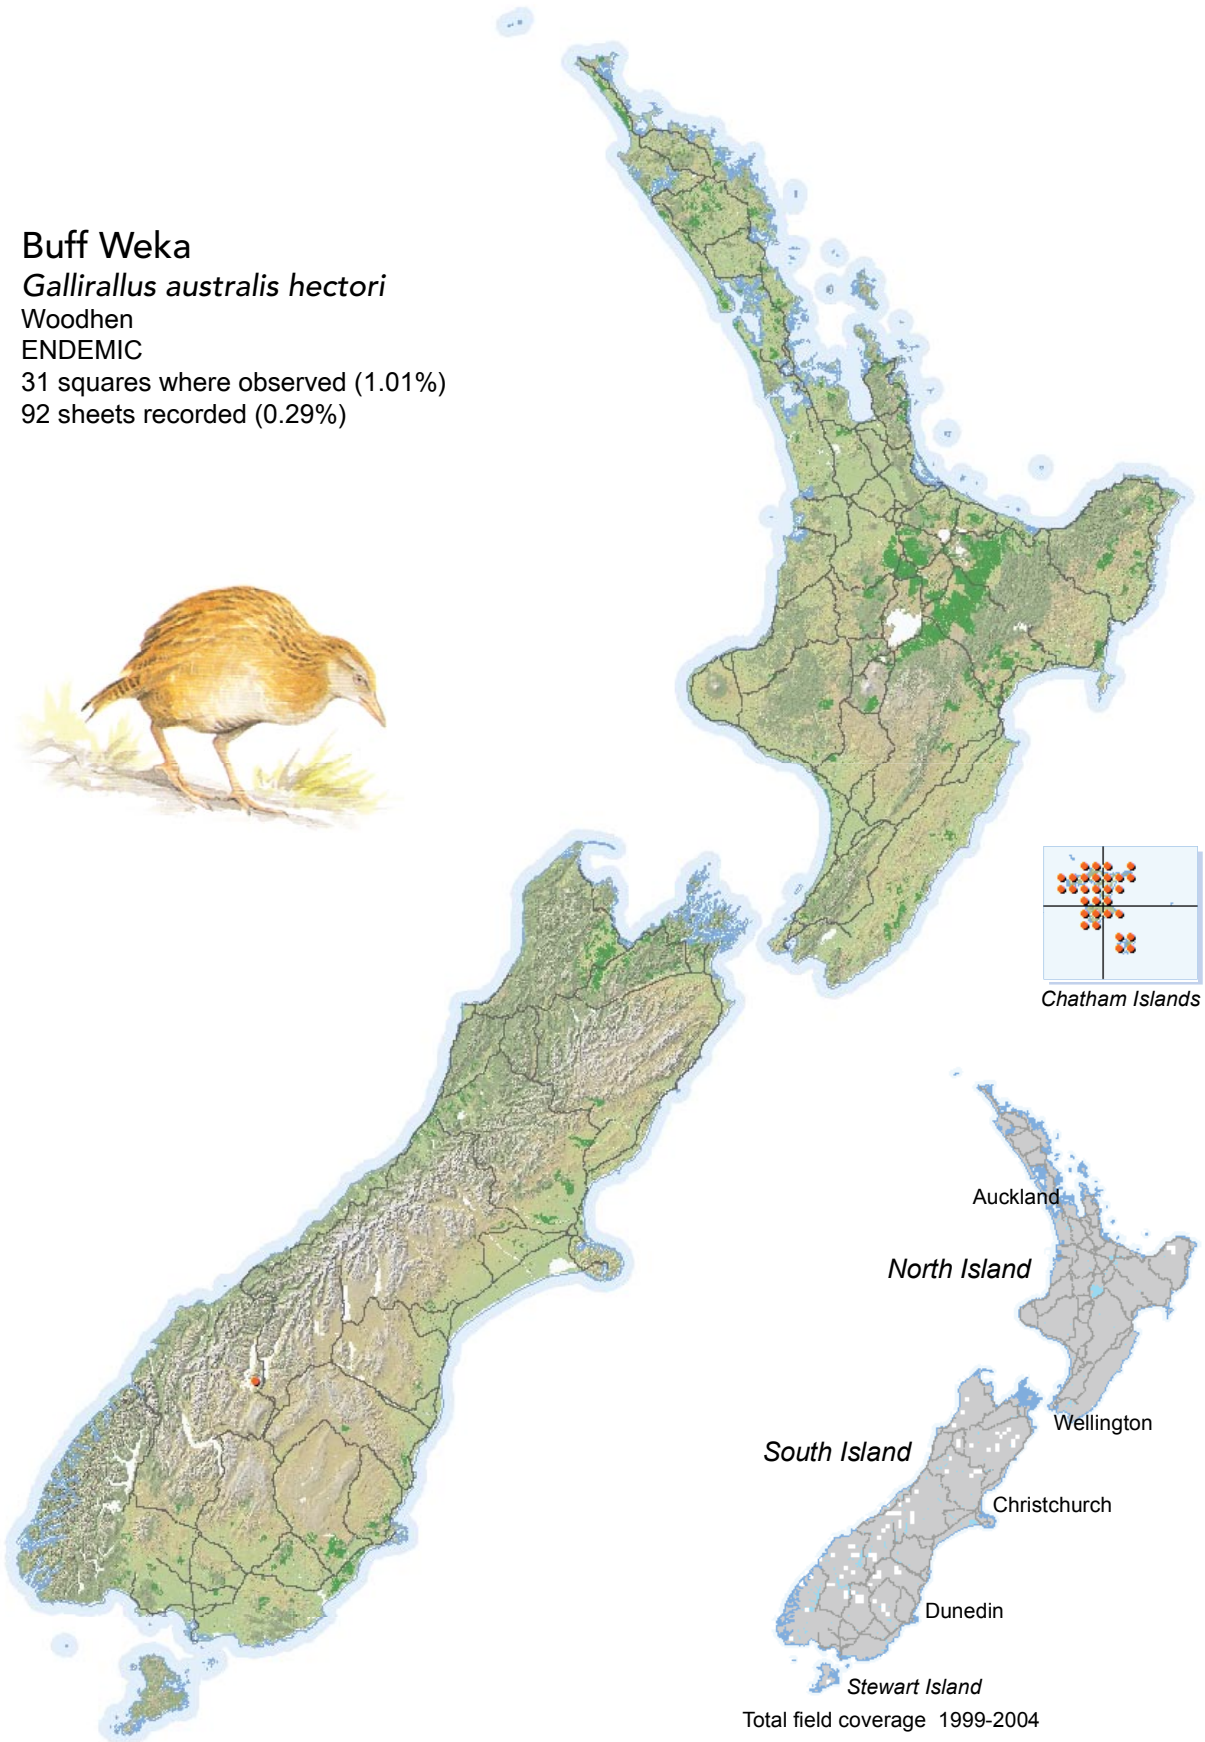 Buff Weka
Gallirallus australis hectori
Woodhen
ENDEMIC
31 squares where observed (1.01%)
92 sheets recorded (0.29%)
Chatham Islands
Auckland
North Island
Wellington
South Island
Christchurch
Dunedin
Stewart Island
Total field coverage 1999-2004